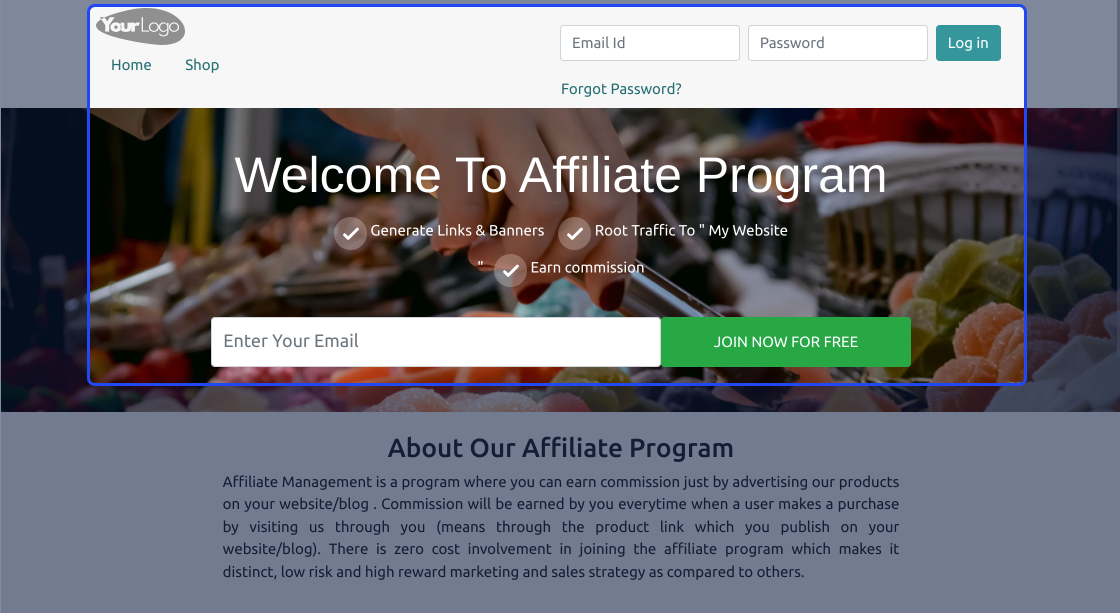 YourLogo
Home Shop
Email Id Password Log in
Forgot Password?
Welcome To Affiliate Program
Generate Links & Banners Root Traffic To " My Website
" Earn commission
Enter Your Email JOIN NOW FOR FREE
About Our Affiliate Program
Affiliate Management is a program where you can earn commission just by advertising our products
on your website/blog . Commission will be earned by you everytime when a user makes a purchase
by visiting us through you (means through the product link which you publish on your
website/blog). There is zero cost involvement in joining the affiliate program which makes it
distinct, low risk and high reward marketing and sales strategy as compared to others.